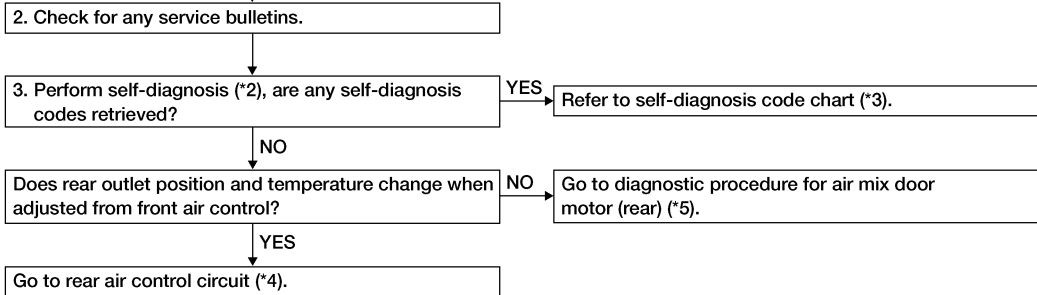 2. Check for any service bulletins.
3. Perform self-diagnosis (*2), are any self-diagnosis
codes retrieved?
YES
Refer to self-diagnosis code chart (*3).
NO
Does rear outlet position and temperature change when
adjusted from front air control?
NO
Go to diagnostic procedure for air mix door
motor (rear) (*5).
YES
Go to rear air control circuit (*4).